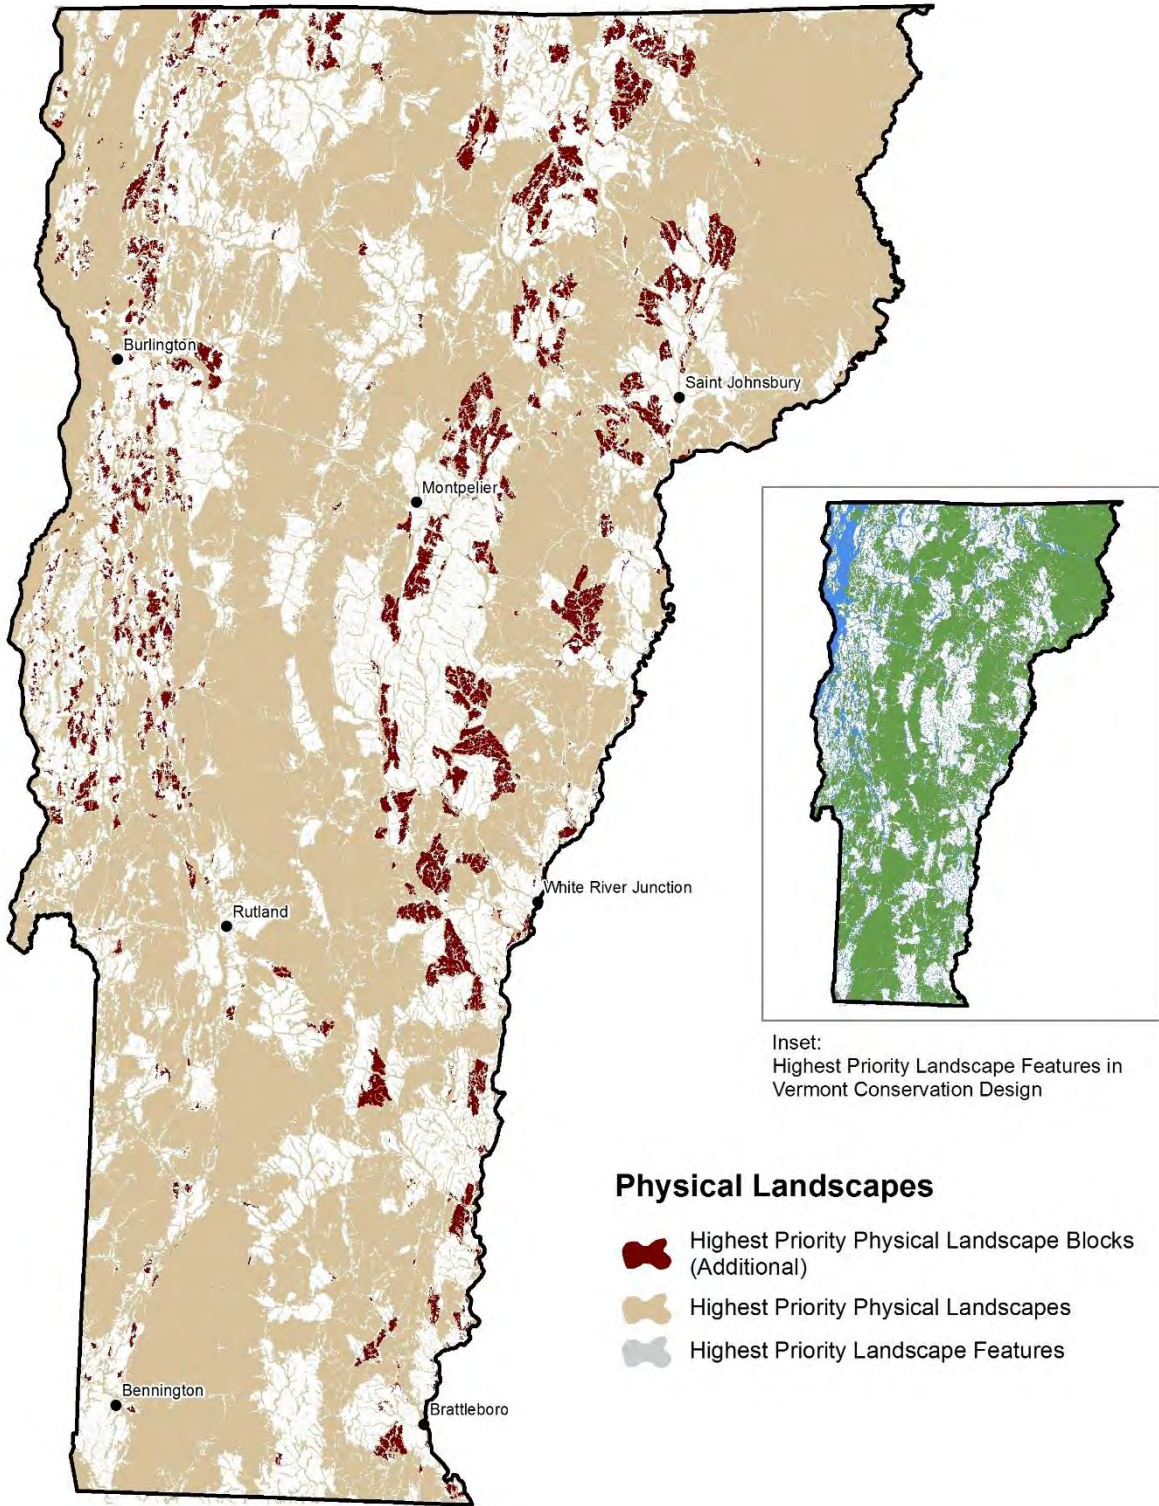 Burlington
Saint Johnsbury
Montpelier
White River Junction
Rutland
Inset:
Highest Priority Landscape Features in
Vermont Conservation Design
Physical Landscapes
Highest Priority Physical Landscape Blocks
(Additional)
Highest Priority Physical Landscapes
Highest Priority Landscape Features
Bennington
Brattleboro